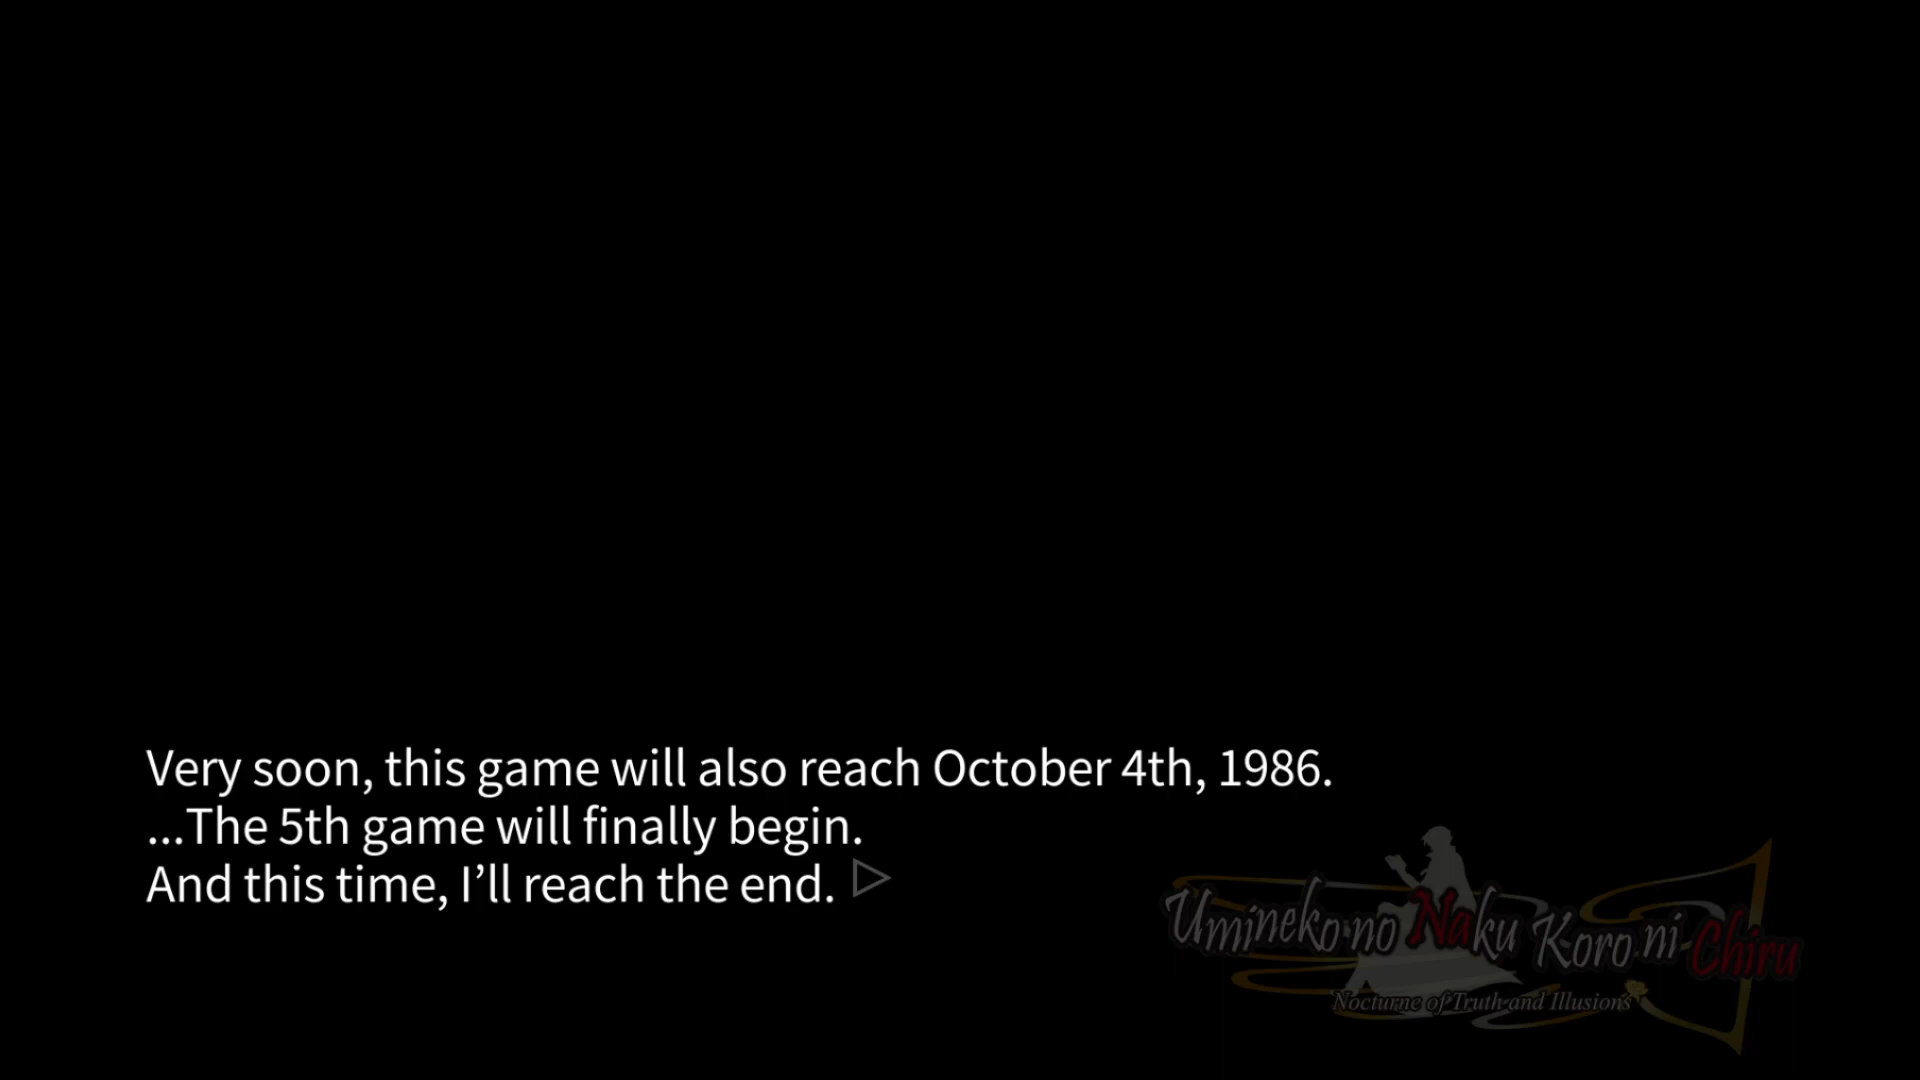 Very soon, this game will also reach October 4th, 1986.
...The 5th game will finally begin.
And this time, I’ll reach the end.
Umineko no Naku Koro ni Chiru
Nocturne of Truth and Illusions